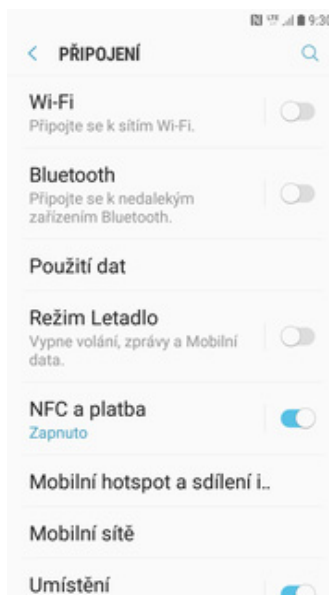 9:30
PŘIPOJENÍ
Wi-Fi
Připojte se k sítím Wi-Fi.
Bluetooth
Připojte se k nedalekým
zařízením Bluetooth.
Použití dat
Režim Letadlo
Vypne volání, zprávy a Mobilní
data.
NFC a platba
Zapnuto
Mobilní hotspot a sdílení i..
Mobilní sítě
Umístění